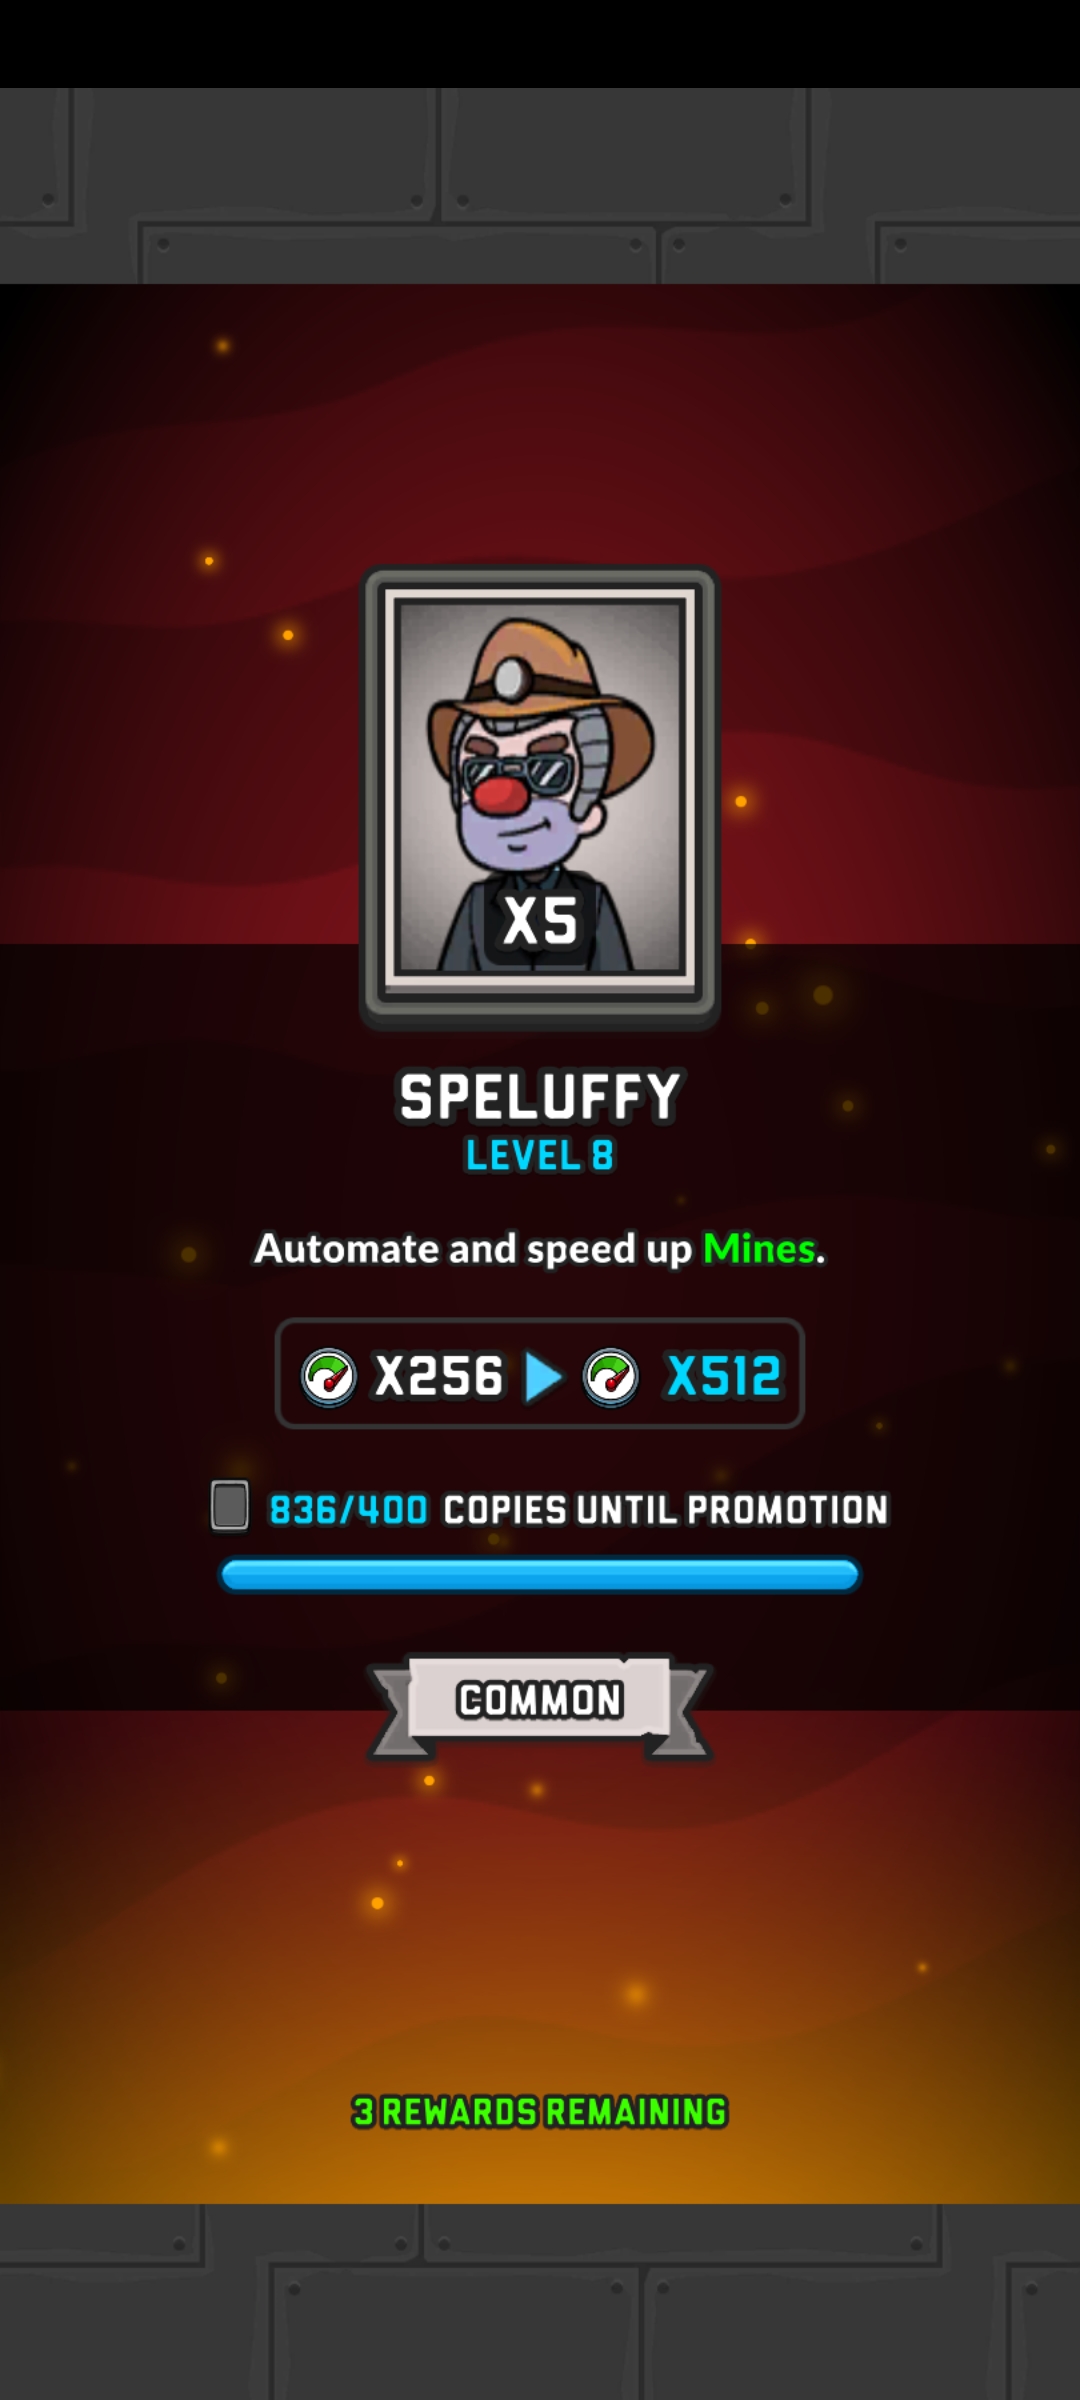 X5
SPELUFFY
LEVEL 8
Automate and speed up Mines.
X256 X512
836/400 COPIES UNTIL PROMOTION
COMMON
3 REWARDS REMAINING